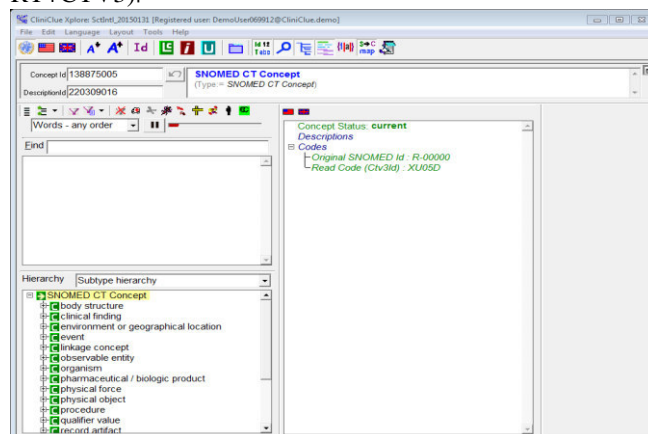 RT+CTV3).
CliniClue Xplore: SctIntl_20150131 [Registered user: DemoUser069912@CliniClue.demo]
File Edit Language Layout Tools Help
Id
Concept Id 138875005
SNOMED CT Concept
(Type = SNOMED CT Concept)
DescriptionId 220309016
Words - any order
Find
Concept Status: current
Descriptions
Codes
Original SNOMED Id : R-00000
Read Code (Ctv3Id) : XU05D
Hierarchy Subtype hierarchy
SNOMED CT Concept
body structure
clinical finding
environment or geographical location
event
linkage concept
observable entity
organism
pharmaceutical / biologic product
physical force
physical object
procedure
qualifier value
record artifact